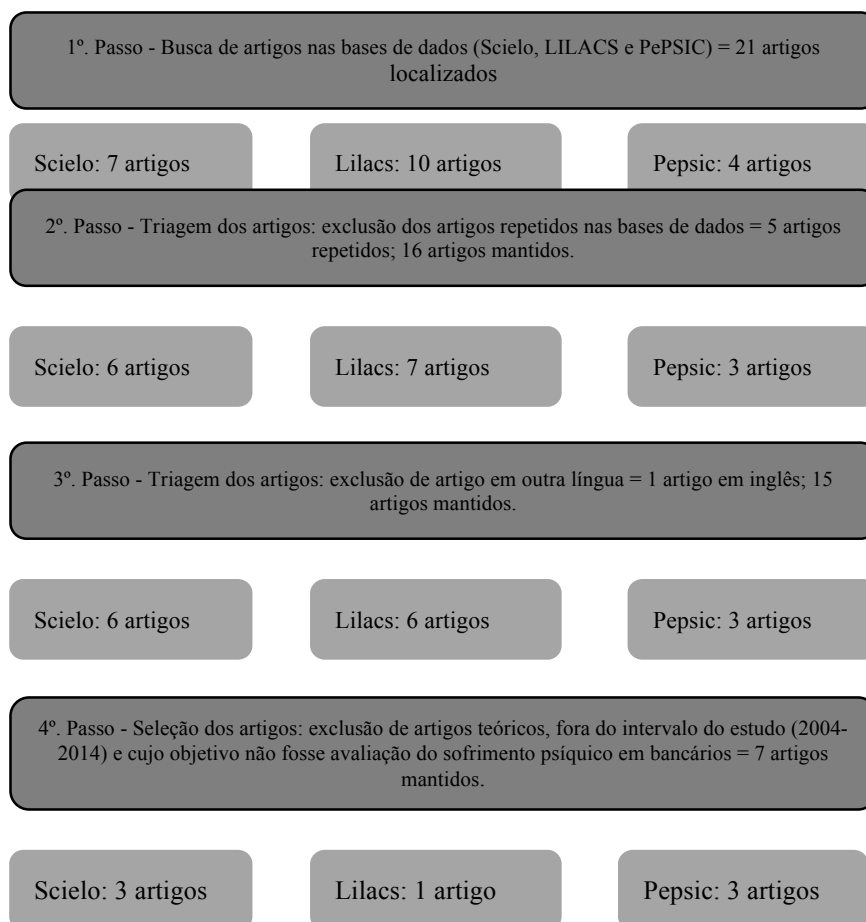 1º. Passo - Busca de artigos nas bases de dados (Scielo, LILACS e PePSIC) = 21 artigos
localizados
Scielo: 7 artigos
Lilacs: 10 artigos
Pepsic: 4 artigos
2º. Passo - Triagem dos artigos: exclusão dos artigos repetidos nas bases de dados = 5 artigos
repetidos; 16 artigos mantidos.
Scielo: 6 artigos
Lilacs: 7 artigos
Pepsic: 3 artigos
3º. Passo - Triagem dos artigos: exclusão de artigo em outra língua = 1 artigo em inglês; 15
artigos mantidos.
Scielo: 6 artigos
Lilacs: 6 artigos
Pepsic: 3 artigos
4º. Passo - Seleção dos artigos: exclusão de artigos teóricos, fora do intervalo do estudo (2004-
2014) e cujo objetivo não fosse avaliação do sofrimento psíquico em bancários = 7 artigos
mantidos.
Scielo: 3 artigos
Lilacs: 1 artigo
Pepsic: 3 artigos